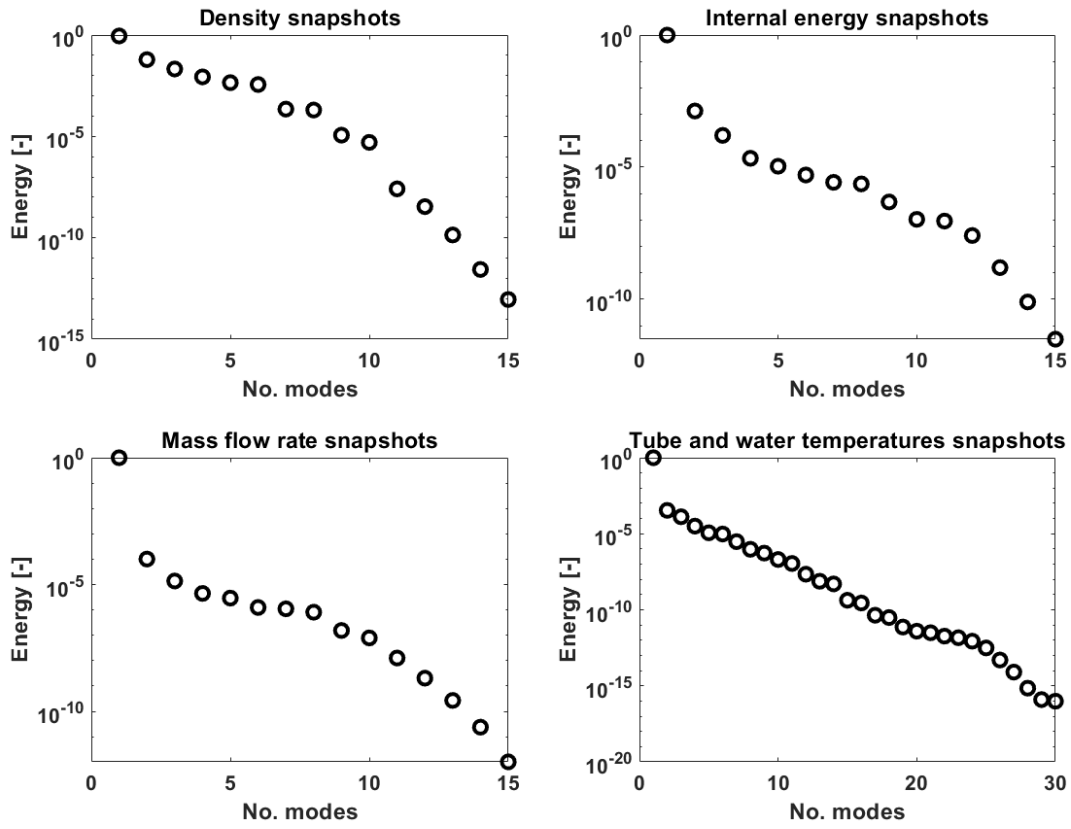 Density snapshots
10^0
10^-5
10^-10
10^-15
Energy [-]
0 5 10 15
No. modes
Internal energy snapshots
10^0
10^-5
10^-10
Energy [-]
0 5 10 15
No. modes
Mass flow rate snapshots
10^0
10^-5
10^-10
Energy [-]
0 5 10 15
No. modes
Tube and water temperatures snapshots
10^0
10^-5
10^-10
10^-15
10^-20
Energy [-]
0 10 20 30
No. modes